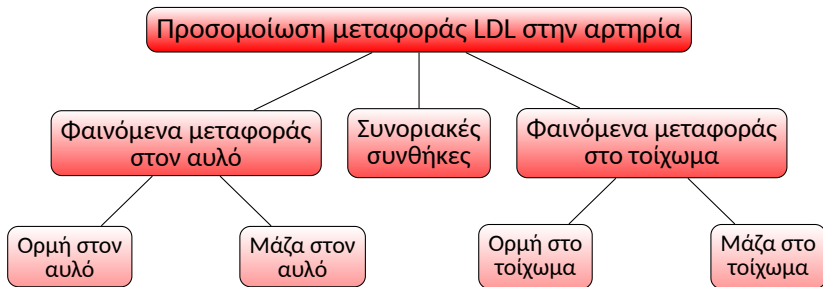 Προσομοίωση μεταφοράς LDL στην αρτηρία
Φαινόμενα μεταφοράς
στον αυλό
Συνοριακές
συνθήκες
Φαινόμενα μεταφοράς
στο τοίχωμα
Ορμή στον
αυλό
Μάζα στον
αυλό
Ορμή στο
τοίχωμα
Μάζα στο
τοίχωμα